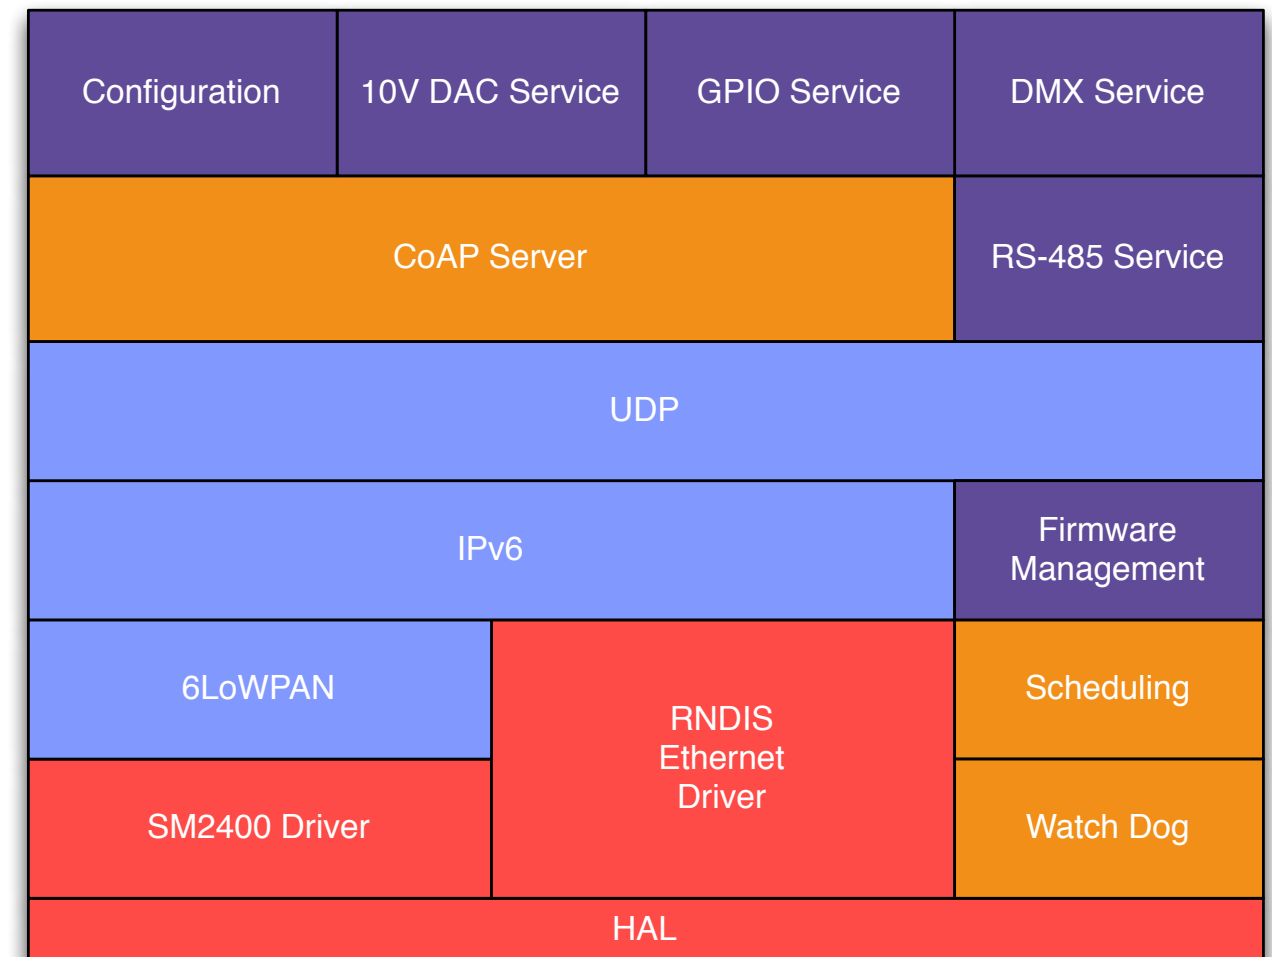 Configuration
10V DAC Service
GPIO Service
DMX Service
CoAP Server
RS-485 Service
UDP
IPv6
Firmware
Management
6LoWPAN
RNDIS
Ethernet
Driver
Scheduling
SM2400 Driver
Watch Dog
HAL